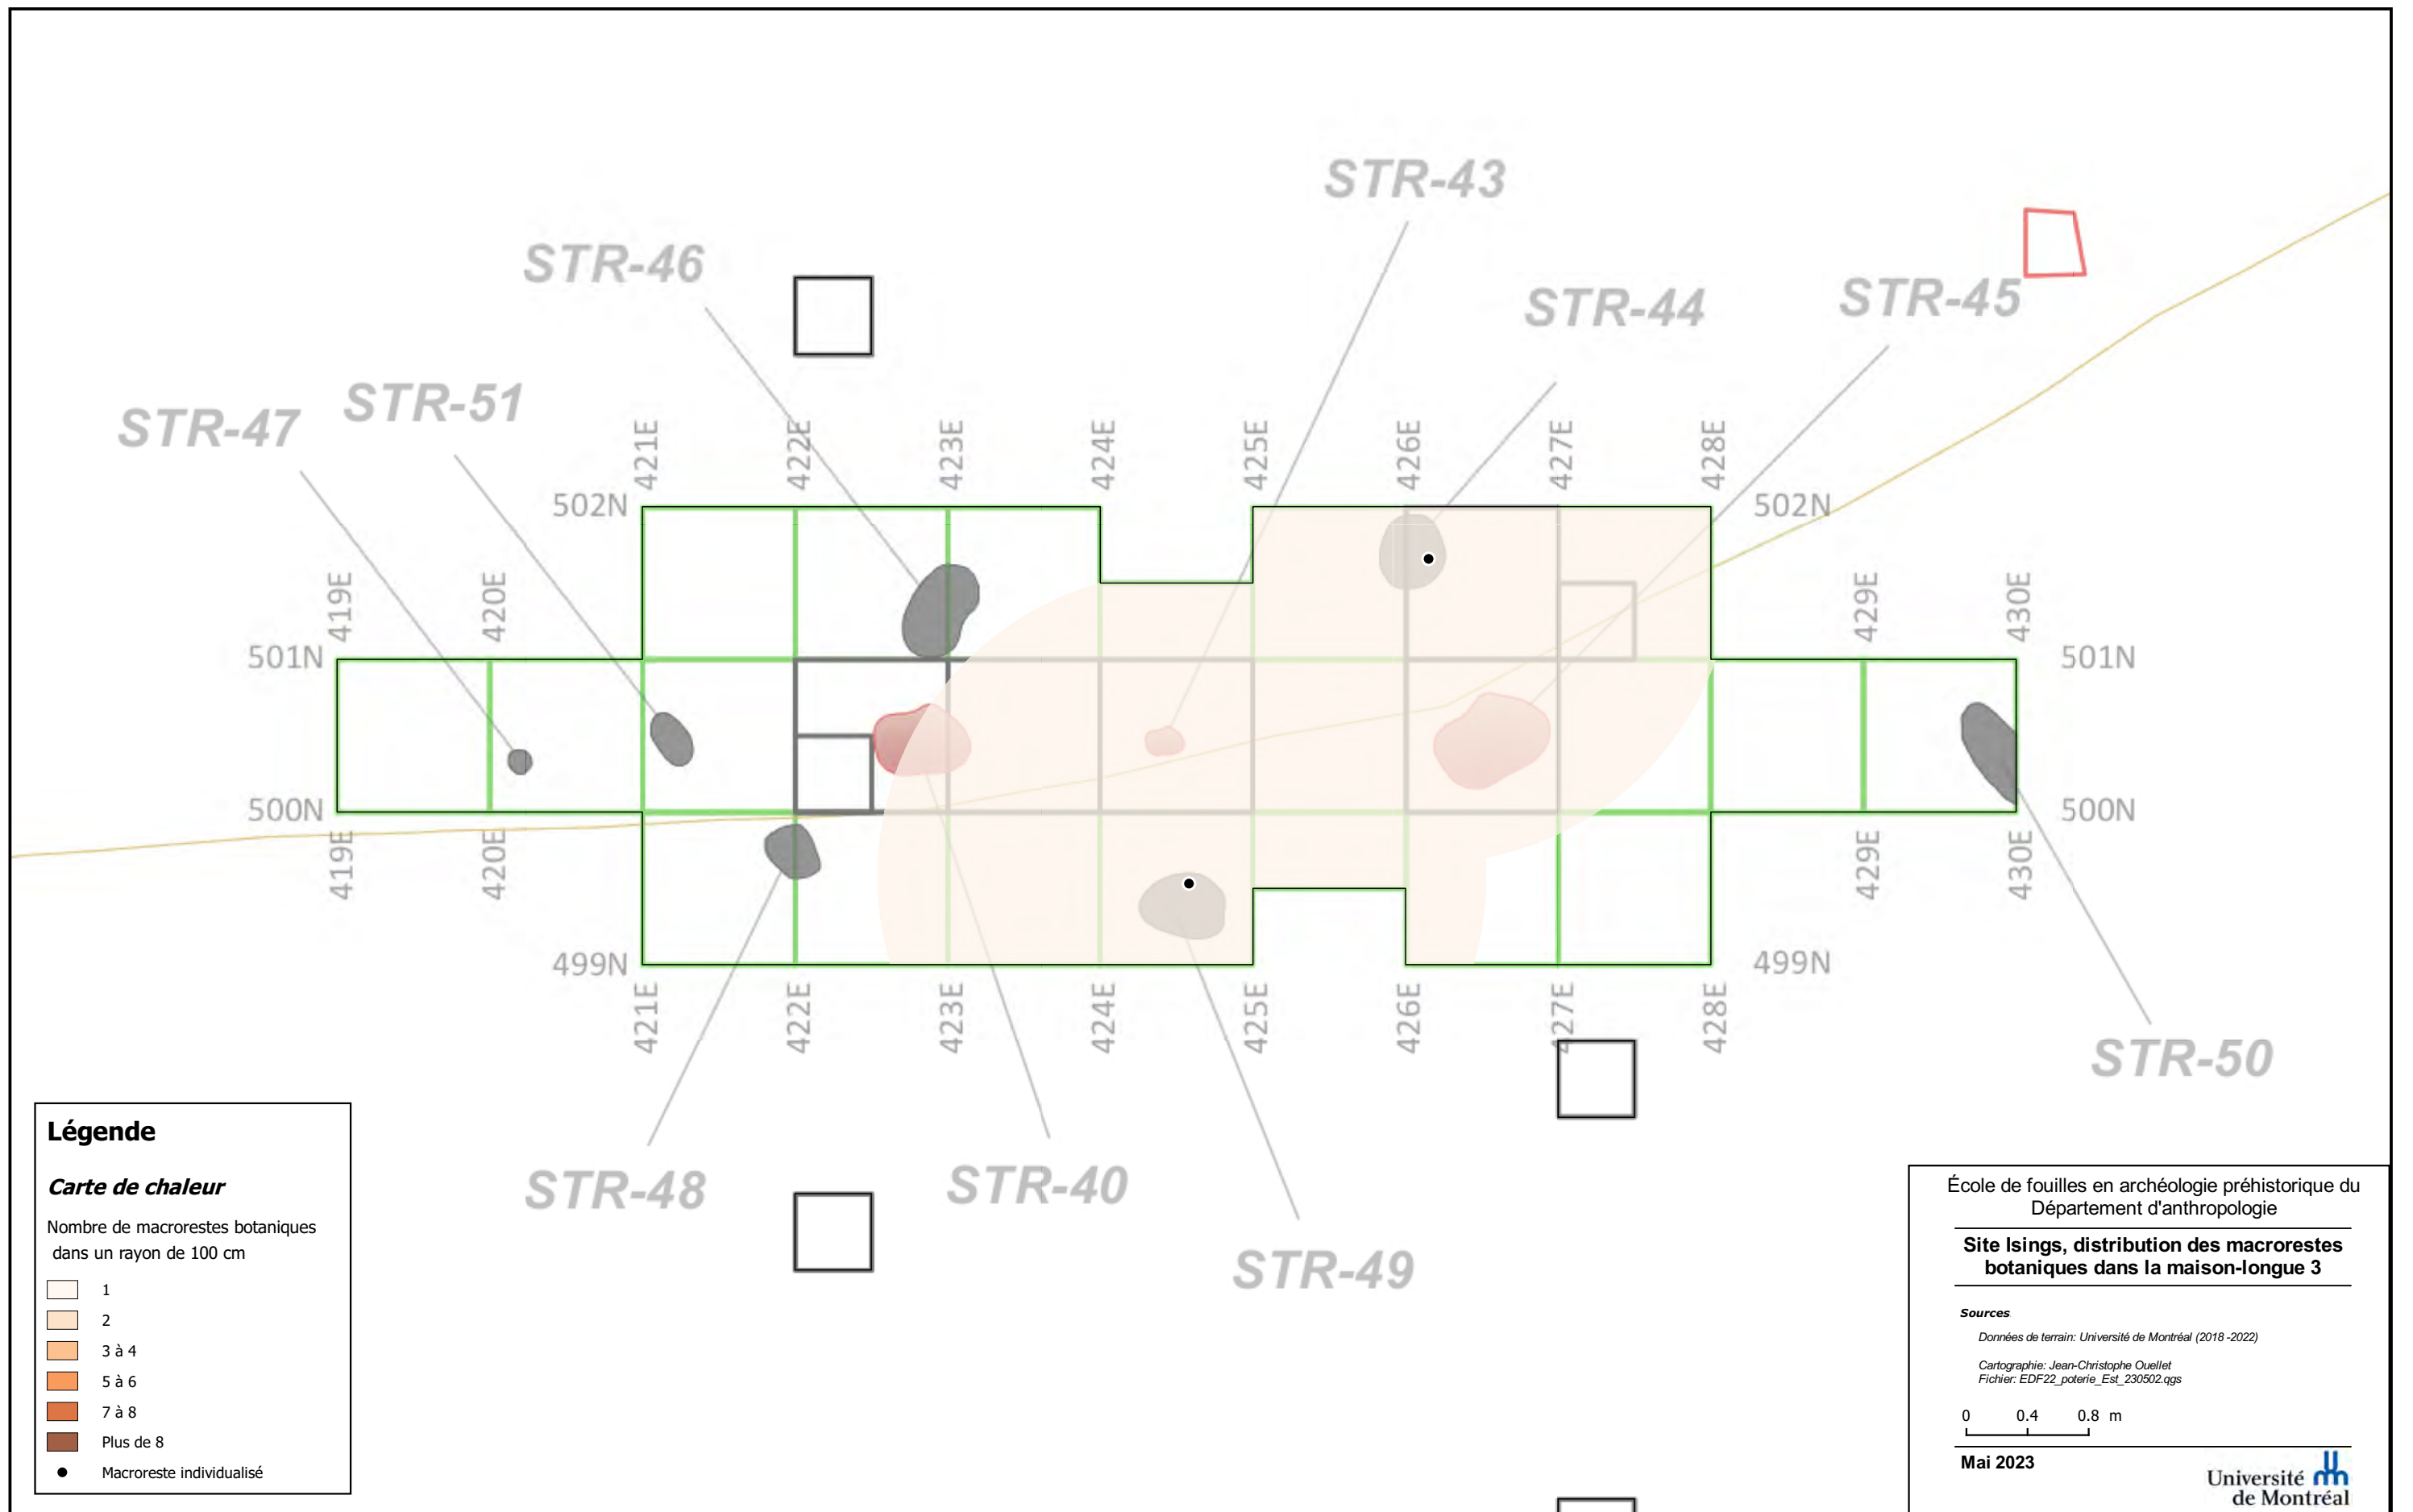 STR-43
STR-46
STR-44
STR-45
STR-47
STR-51
421E
422E
423E
424E
425E
426E
427E
428E
502N
502N
419E
420E
429E
430E
501N
501N
500N
500N
419E
420E
429E
430E
499N
499N
421E
422E
423E
424E
425E
426E
427E
428E
STR-50
STR-48
STR-40
STR-49
Légende
Carte de chaleur
Nombre de macrorestes botaniques
dans un rayon de 100 cm
1
2
3 à 4
5 à 6
7 à 8
Plus de 8
Macroreste individualisé
École de fouilles en archéologie préhistorique du
Département d'anthropologie
Site Isings, distribution des macrorestes
botaniques dans la maison-longue 3
Sources
Données de terrain: Université de Montréal (2018 -2022)
Cartographie: Jean-Christophe Ouellet
Fichier: EDF22_poterie_Est_230502.qgs
0 0.4 0.8 m
Mai 2023
Université
de Montréal